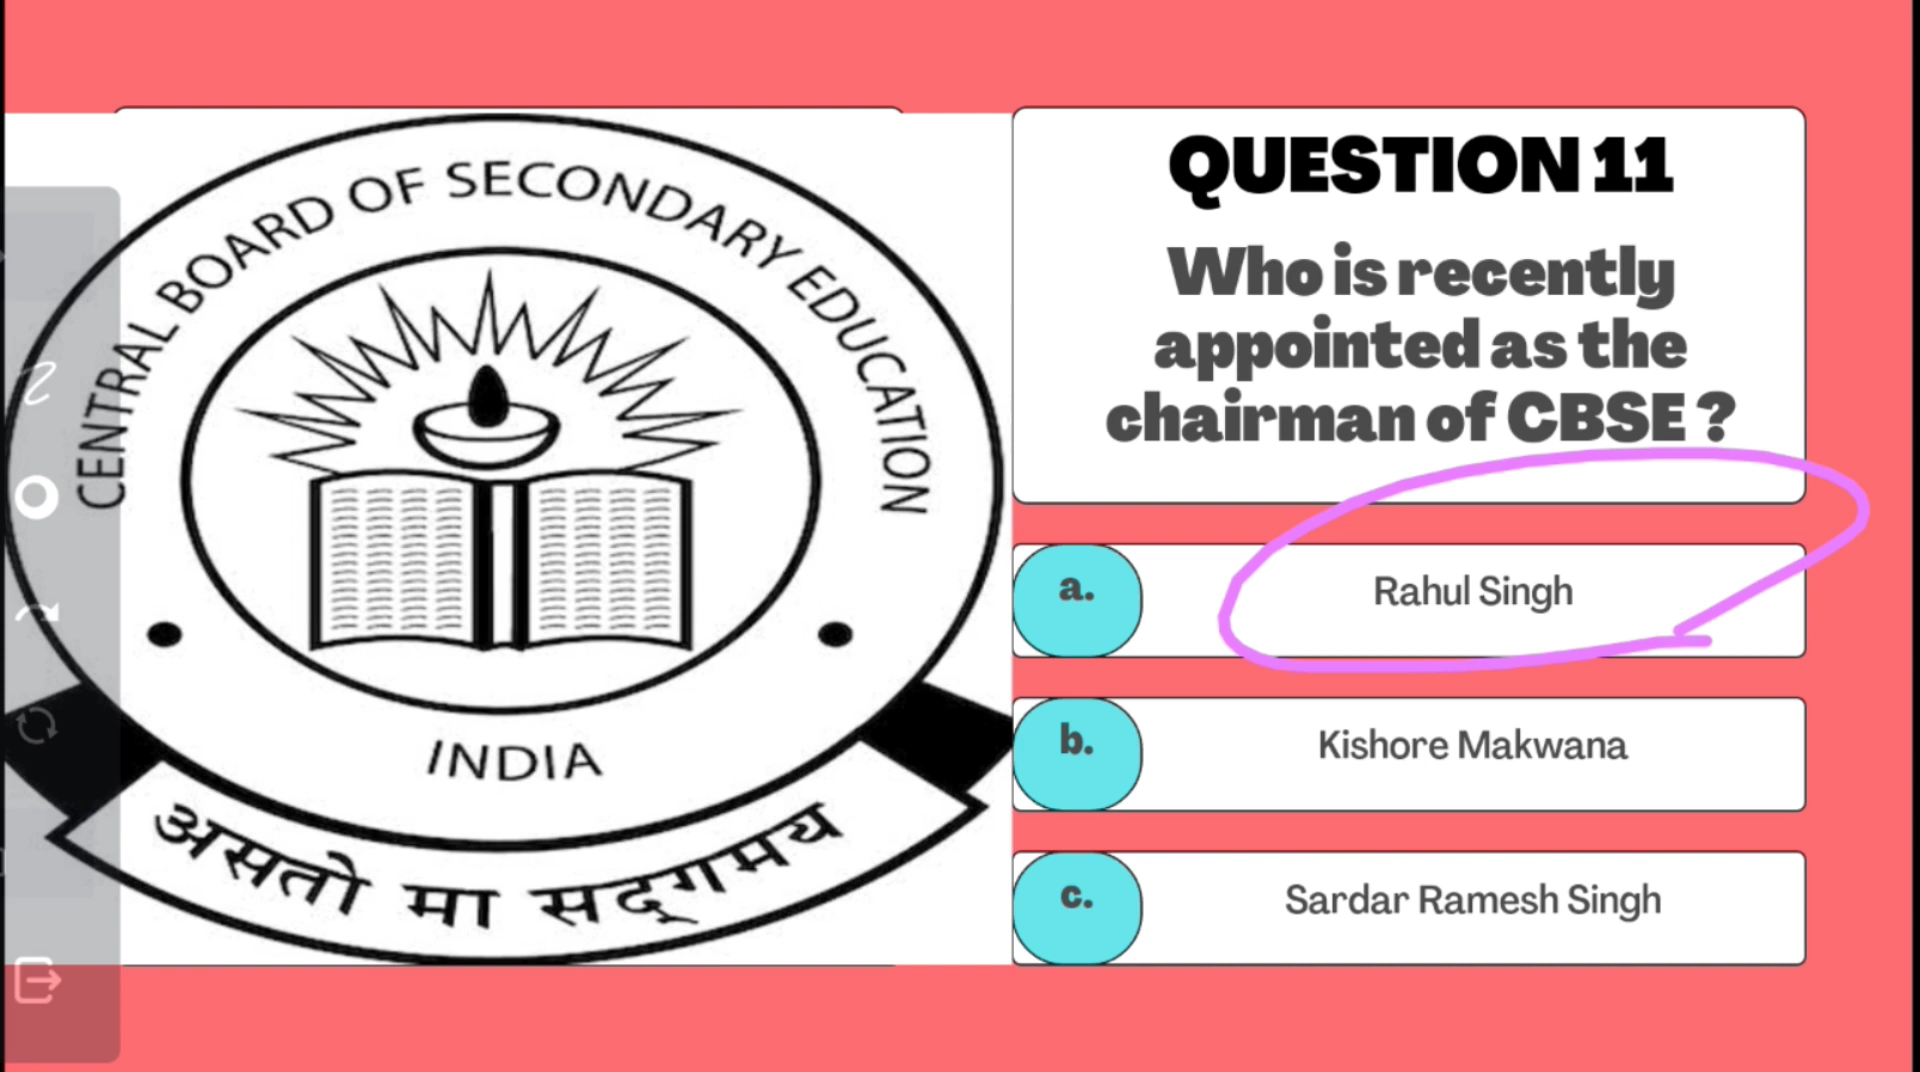 CENTRAL BOARD OF SECONDARY EDUCATION
INDIA
असतो मा सद्गमय
QUESTION 11
Who is recently
appointed as the
chairman of CBSE ?
a. Rahul Singh
b. Kishore Makwana
c. Sardar Ramesh Singh